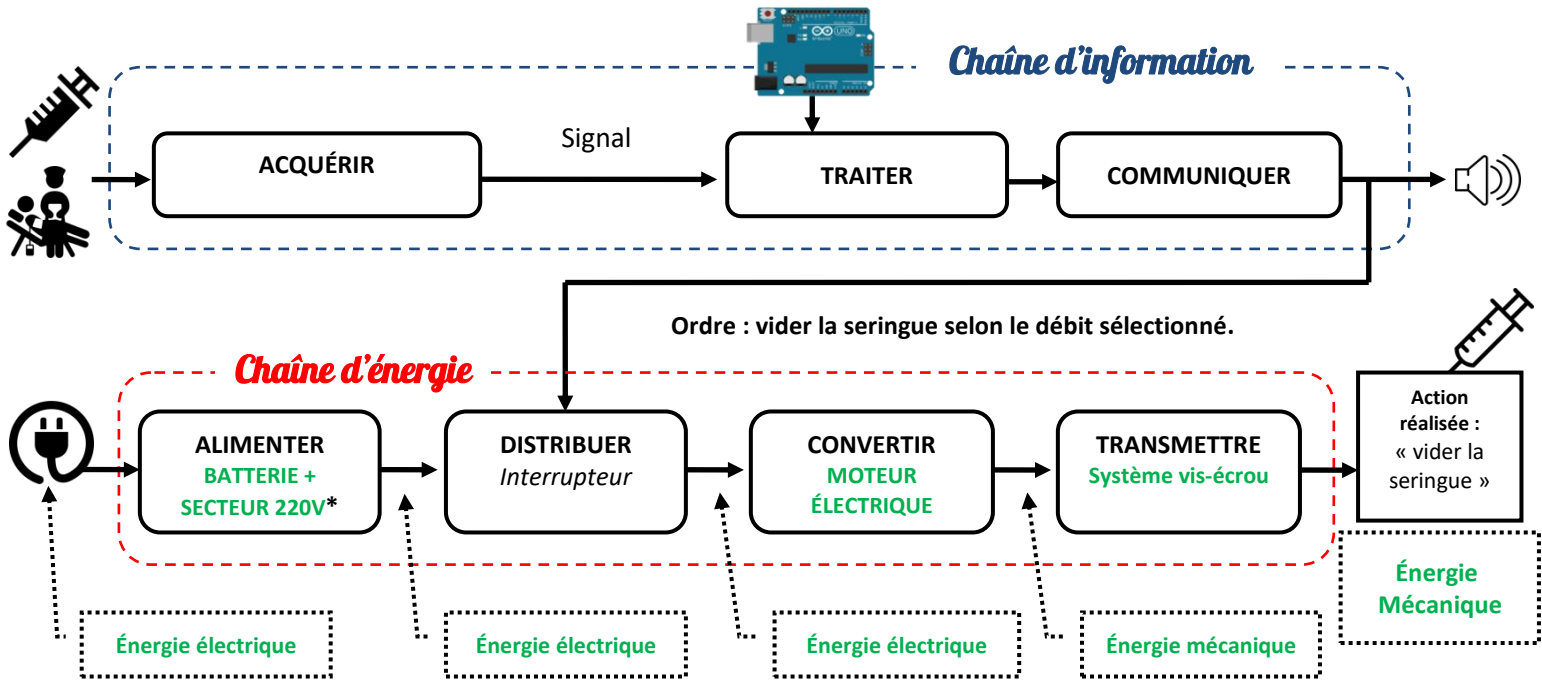 Chaîne d'information
UNO
Signal
ACQUÉRIR
TRAITER
COMMUNIQUER
Ordre : vider la seringue selon le débit sélectionné.
Chaîne d'énergie
ALIMENTER
BATTERIE +
SECTEUR 220V*
DISTRIBUER
Interrupteur
CONVERTIR
MOTEUR
ÉLECTRIQUE
TRANSMETTRE
Système vis-écrou
Action
réalisée :
« vider la
seringue »
Énergie
Mécanique
Énergie électrique
Énergie électrique
Énergie électrique
Énergie mécanique